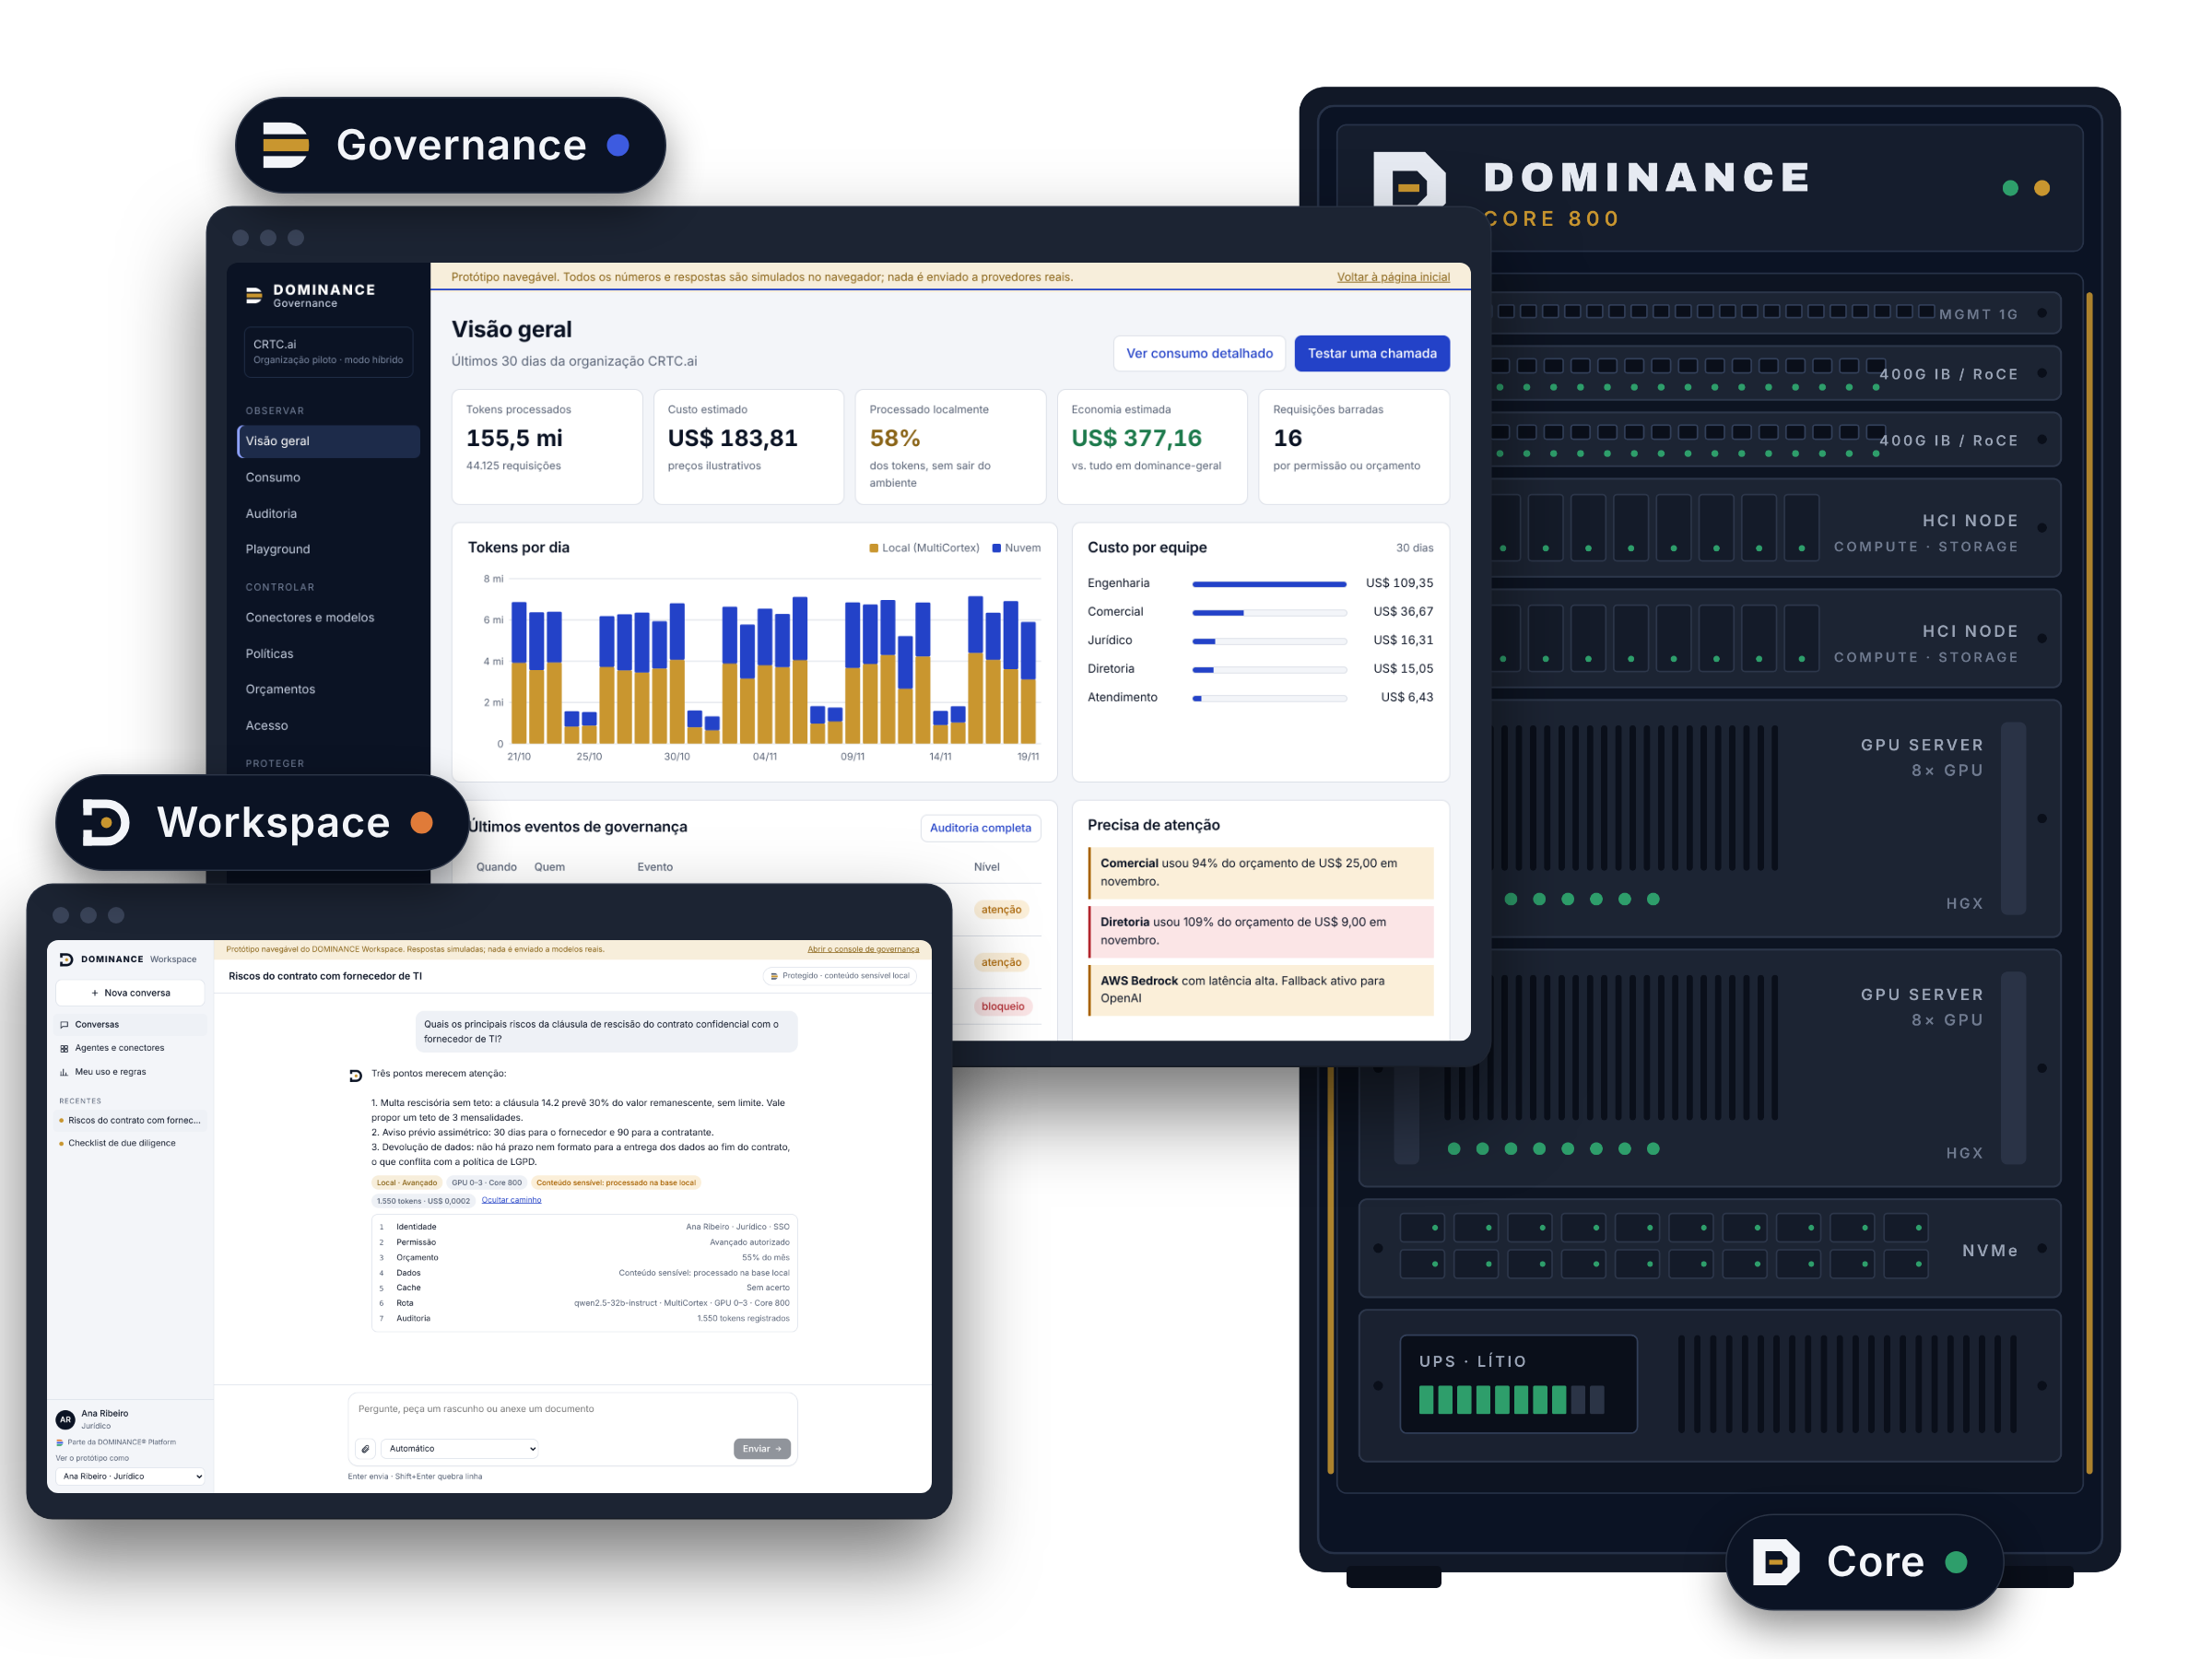 Governance
DOMINANCE
CORE 800
DOMINANCE
Governance
CRTC.ai
Organização piloto · modo híbrido
OBSERVAR
Visão geral
Consumo
Auditoria
Playground
CONTROLAR
Conectores e modelos
Políticas
Orçamentos
Acesso
PROTEGER
Protótipo navegável. Todos os números e respostas são simulados no navegador; nada é enviado a provedores reais.
Voltar à página inicial
Visão geral
Últimos 30 dias da organização CRTC.ai
Ver consumo detalhado
Testar uma chamada
Tokens processados
155,5 mi
44.125 requisições
Custo estimado
US$ 183,81
preços ilustrativos
Processado localmente
58%
dos tokens, sem sair do
ambiente
Economia estimada
US$ 377,16
vs. tudo em dominance-geral
Requisições barradas
16
por permissão ou orçamento
Tokens por dia
Local (MultiCortex)
Nuvem
8 mi
6 mi
4 mi
2 mi
0
21/10
25/10
30/10
04/11
09/11
14/11
19/11
Custo por equipe
30 dias
Engenharia US$ 109,35
Comercial US$ 36,67
Jurídico US$ 16,31
Diretoria US$ 15,05
Atendimento US$ 6,43
Últimos eventos de governança
Auditoria completa
Quando Quem Evento Nível
atenção
atenção
bloqueio
Precisa de atenção
Comercial usou 94% do orçamento de US$ 25,00 em
novembro.
Diretoria usou 109% do orçamento de US$ 9,00 em
novembro.
AWS Bedrock com latência alta. Fallback ativo para
OpenAI
Workspace
DOMINANCE Workspace
+ Nova conversa
Conversas
Agentes e conectores
Meu uso e regras
RECENTES
Riscos do contrato com fornec...
Checklist de due diligence
AR
Ana Ribeiro
Jurídico
Parte da DOMINANCE® Platform
Ver o protótipo como
Ana Ribeiro · Jurídico
Protótipo navegável do DOMINANCE Workspace. Respostas simuladas; nada é enviado a modelos reais.
Abrir o console de governança
Riscos do contrato com fornecedor de TI
Protegido · conteúdo sensível local
Quais os principais riscos da cláusula de rescisão do contrato confidencial com o
fornecedor de TI?
Três pontos merecem atenção:
1. Multa rescisória sem teto: a cláusula 14.2 prevê 30% do valor remanescente, sem limite. Vale
propor um teto de 3 mensalidades.
2. Aviso prévio assimétrico: 30 dias para o fornecedor e 90 para a contratante.
3. Devolução de dados: não há prazo nem formato para a entrega dos dados ao fim do contrato,
o que conflita com a política de LGPD.
Local · Avançado
GPU 0–3 · Core 800
Conteúdo sensível: processado na base local
1.550 tokens · US$ 0,0002
Ocultar caminho
1 Identidade Ana Ribeiro · Jurídico · SSO
2 Permissão Avançado autorizado
3 Orçamento 55% do mês
4 Dados Conteúdo sensível: processado na base local
5 Cache Sem acerto
6 Rota qwen2.5-32b-instruct · MultiCortex · GPU 0–3 · Core 800
7 Auditoria 1.550 tokens registrados
Pergunte, peça um rascunho ou anexe um documento
Automático
Enviar →
Enter envia · Shift+Enter quebra linha
MGMT 1G
400G IB / RoCE
400G IB / RoCE
HCI NODE
COMPUTE · STORAGE
HCI NODE
COMPUTE · STORAGE
GPU SERVER
8× GPU
HGX
GPU SERVER
8× GPU
HGX
NVMe
UPS · LÍTIO
Core